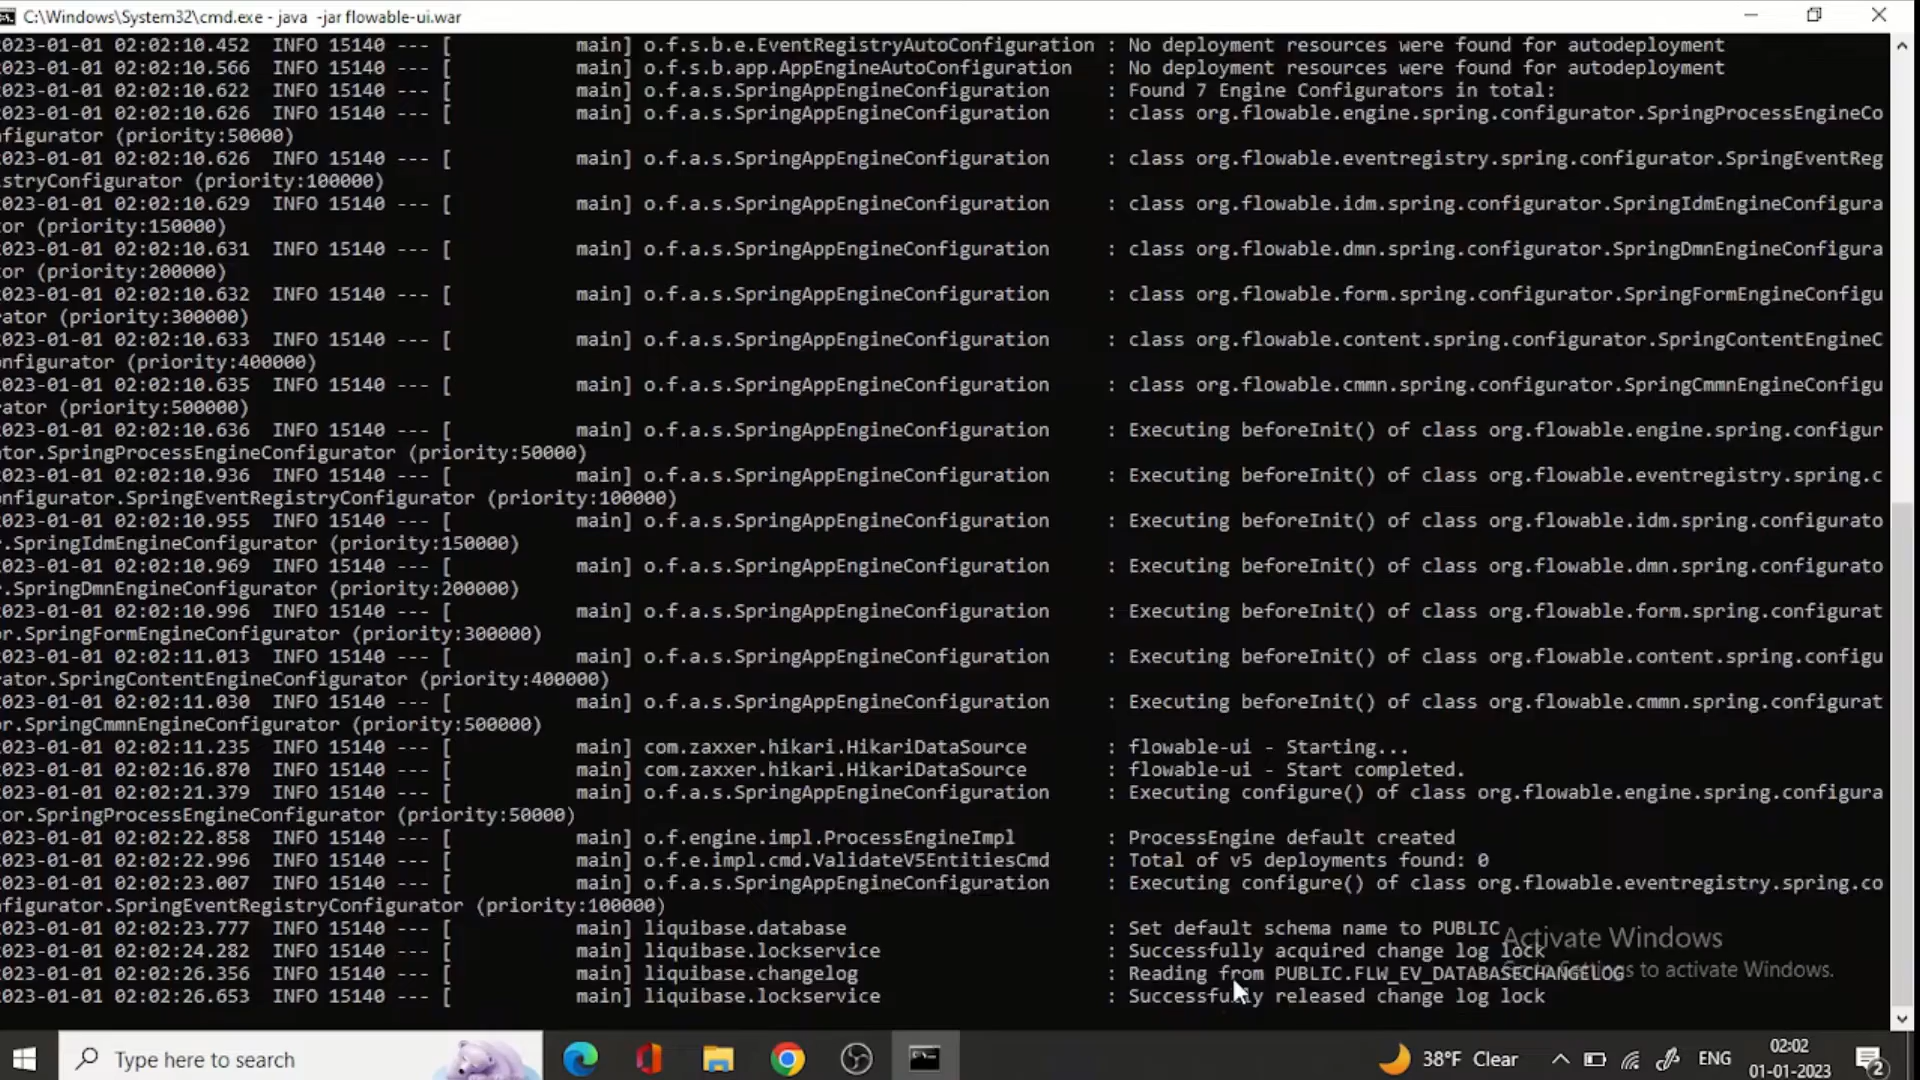 C:\Windows\System32\cmd.exe - java -jar flowable-ui.war
023-01-01 02:02:10.452 INFO 15140 --- [ main] o.f.s.b.e.EventRegistryAutoConfiguration : No deployment resources were found for autodeployment
023-01-01 02:02:10.566 INFO 15140 --- [ main] o.f.s.b.app.AppEngineAutoConfiguration : No deployment resources were found for autodeployment
023-01-01 02:02:10.622 INFO 15140 --- [ main] o.f.a.s.SpringAppEngineConfiguration : Found 7 Engine Configurators in total:
023-01-01 02:02:10.626 INFO 15140 --- [ main] o.f.a.s.SpringAppEngineConfiguration : class org.flowable.engine.spring.configurator.SpringProcessEngineCo
nfigurator (priority:50000)
023-01-01 02:02:10.626 INFO 15140 --- [ main] o.f.a.s.SpringAppEngineConfiguration : class org.flowable.eventregistry.spring.configurator.SpringEventReg
istryConfigurator (priority:100000)
023-01-01 02:02:10.629 INFO 15140 --- [ main] o.f.a.s.SpringAppEngineConfiguration : class org.flowable.idm.spring.configurator.SpringIdmEngineConfigura
tor (priority:150000)
023-01-01 02:02:10.631 INFO 15140 --- [ main] o.f.a.s.SpringAppEngineConfiguration : class org.flowable.dmn.spring.configurator.SpringDmnEngineConfigura
tor (priority:200000)
023-01-01 02:02:10.632 INFO 15140 --- [ main] o.f.a.s.SpringAppEngineConfiguration : class org.flowable.form.spring.configurator.SpringFormEngineConfigu
rator (priority:300000)
023-01-01 02:02:10.633 INFO 15140 --- [ main] o.f.a.s.SpringAppEngineConfiguration : class org.flowable.content.spring.configurator.SpringContentEngineC
onfigurator (priority:400000)
023-01-01 02:02:10.635 INFO 15140 --- [ main] o.f.a.s.SpringAppEngineConfiguration : class org.flowable.cmmn.spring.configurator.SpringCmmnEngineConfigu
rator (priority:500000)
023-01-01 02:02:10.636 INFO 15140 --- [ main] o.f.a.s.SpringAppEngineConfiguration : Executing beforeInit() of class org.flowable.engine.spring.configur
ator.SpringProcessEngineConfigurator (priority:50000)
023-01-01 02:02:10.936 INFO 15140 --- [ main] o.f.a.s.SpringAppEngineConfiguration : Executing beforeInit() of class org.flowable.eventregistry.spring.c
onfigurator.SpringEventRegistryConfigurator (priority:100000)
023-01-01 02:02:10.955 INFO 15140 --- [ main] o.f.a.s.SpringAppEngineConfiguration : Executing beforeInit() of class org.flowable.idm.spring.configurato
r.SpringIdmEngineConfigurator (priority:150000)
023-01-01 02:02:10.969 INFO 15140 --- [ main] o.f.a.s.SpringAppEngineConfiguration : Executing beforeInit() of class org.flowable.dmn.spring.configurato
r.SpringDmnEngineConfigurator (priority:200000)
023-01-01 02:02:10.996 INFO 15140 --- [ main] o.f.a.s.SpringAppEngineConfiguration : Executing beforeInit() of class org.flowable.form.spring.configurat
or.SpringFormEngineConfigurator (priority:300000)
023-01-01 02:02:11.013 INFO 15140 --- [ main] o.f.a.s.SpringAppEngineConfiguration : Executing beforeInit() of class org.flowable.content.spring.configu
rator.SpringContentEngineConfigurator (priority:400000)
023-01-01 02:02:11.030 INFO 15140 --- [ main] o.f.a.s.SpringAppEngineConfiguration : Executing beforeInit() of class org.flowable.cmmn.spring.configurat
or.SpringCmmnEngineConfigurator (priority:500000)
023-01-01 02:02:11.235 INFO 15140 --- [ main] com.zaxxer.hikari.HikariDataSource : flowable-ui - Starting...
023-01-01 02:02:16.870 INFO 15140 --- [ main] com.zaxxer.hikari.HikariDataSource : flowable-ui - Start completed.
023-01-01 02:02:21.379 INFO 15140 --- [ main] o.f.a.s.SpringAppEngineConfiguration : Executing configure() of class org.flowable.engine.spring.configura
tor.SpringProcessEngineConfigurator (priority:50000)
023-01-01 02:02:22.858 INFO 15140 --- [ main] o.f.engine.impl.ProcessEngineImpl : ProcessEngine default created
023-01-01 02:02:22.996 INFO 15140 --- [ main] o.f.e.impl.cmd.ValidateV5EntitiesCmd : Total of v5 deployments found: 0
023-01-01 02:02:23.007 INFO 15140 --- [ main] o.f.a.s.SpringAppEngineConfiguration : Executing configure() of class org.flowable.eventregistry.spring.co
nfigurator.SpringEventRegistryConfigurator (priority:100000)
023-01-01 02:02:23.777 INFO 15140 --- [ main] liquibase.database : Set default schema name to PUBLIC
023-01-01 02:02:24.282 INFO 15140 --- [ main] liquibase.lockservice : Successfully acquired change log lock
023-01-01 02:02:26.356 INFO 15140 --- [ main] liquibase.changelog : Reading from PUBLIC.FLW_EV_DATABASECHANGELOG
023-01-01 02:02:26.653 INFO 15140 --- [ main] liquibase.lockservice : Successfully released change log lock
Activate Windows
Go to Settings to activate Windows.
Type here to search
38°F Clear
ENG
02:02
01-01-2023
2